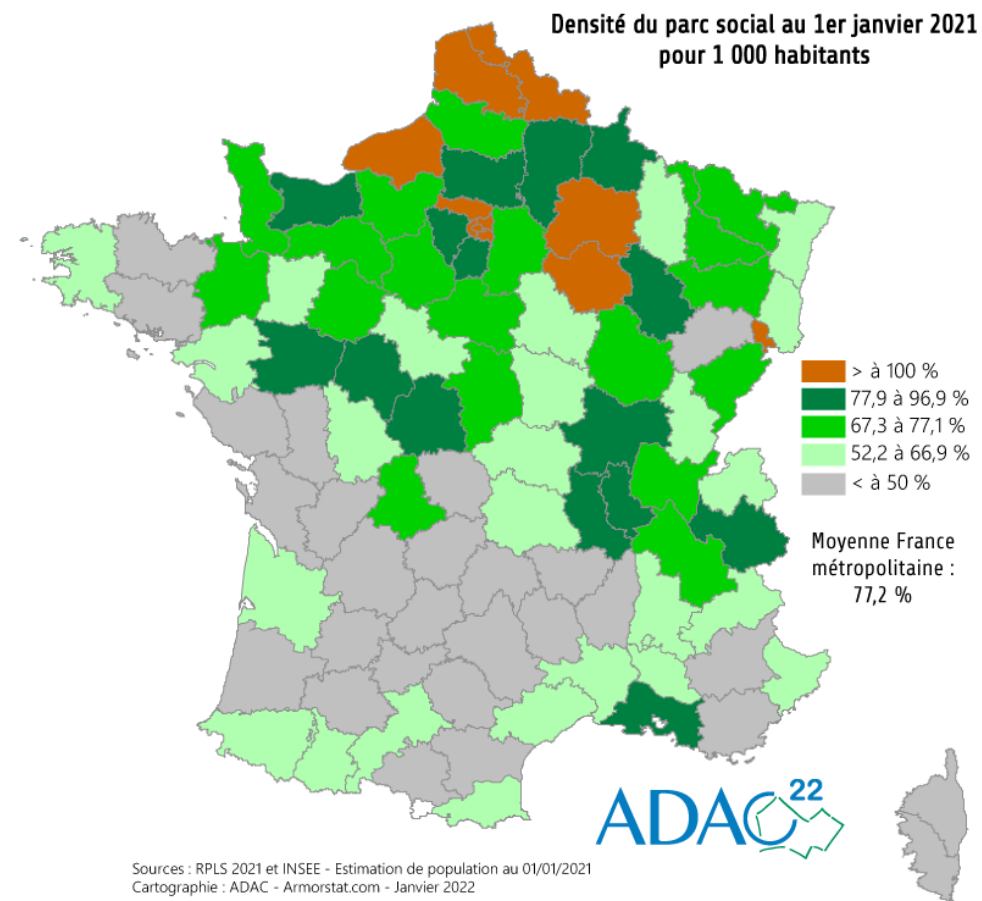 Densité du parc social au 1er janvier 2021
pour 1 000 habitants
> à 100 %
77,9 à 96,9 %
67,3 à 77,1 %
52,2 à 66,9 %
< à 50 %
Moyenne France
métropolitaine :
77,2 %
ADAC 22
Sources : RPLS 2021 et INSEE - Estimation de population au 01/01/2021
Cartographie : ADAC - Armorstat.com - Janvier 2022